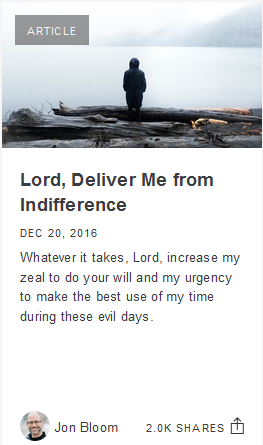 ARTICLE
Lord, Deliver Me from
Indifference
DEC 20, 2016
Whatever it takes, Lord, increase my
zeal to do your will and my urgency
to make the best use of my time
during these evil days.
Jon Bloom 2.0K SHARES